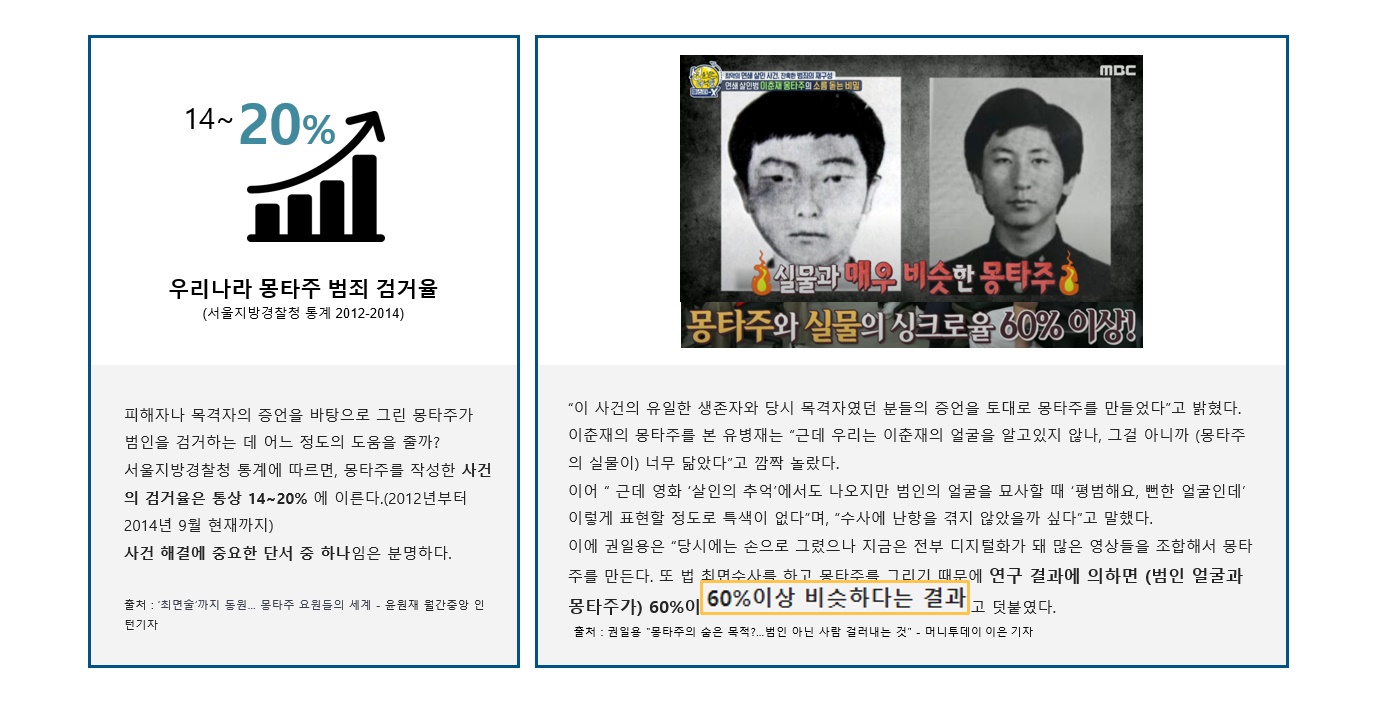 14~ 20%
우리나라 몽타주 범죄 검거율
(서울지방경찰청 통계 2012-2014)
피해자나 목격자의 증언을 바탕으로 그린 몽타주가
범인을 검거하는 데 어느 정도의 도움을 줄까?
서울지방경찰청 통계에 따르면, 몽타주를 작성한 사건
의 검거율은 통상 14~20% 에 이른다.(2012년부터
2014년 9월 현재까지)
사건 해결에 중요한 단서 중 하나임은 분명하다.
출처 : ‘최면술’까지 동원... 몽타주 요원들의 세계 - 윤원재 월간중앙 인
턴기자
최악의 연쇄 살인 사건, 잔혹한 범죄의 재구성
연쇄 살인범 이춘재 몽타주의 소름 돋는 비밀
MBC
실물과 매우 비슷한 몽타주
몽타주와 실물의 싱크로율 60% 이상!
“이 사건의 유일한 생존자와 당시 목격자였던 분들의 증언을 토대로 몽타주를 만들었다”고 밝혔다.
이춘재의 몽타주를 본 유병재는 “근데 우리는 이춘재의 얼굴을 알고있지 않나, 그걸 아니까 (몽타주
의 실물이) 너무 닮았다”고 깜짝 놀랐다.
이어 “ 근데 영화 ‘살인의 추억’에서도 나오지만 범인의 얼굴을 묘사할 때 ‘평범해요, 뻔한 얼굴인데’
이렇게 표현할 정도로 특색이 없다”며, “수사에 난항을 겪지 않았을까 싶다”고 말했다.
이에 권일용은 “당시에는 손으로 그렸으나 지금은 전부 디지털화가 돼 많은 영상들을 조합해서 몽타
주를 만든다. 또 법 최면수사를 하고 몽타주를 그리기 때문에 연구 결과에 의하면 (범인 얼굴과
몽타주가) 60%이 60%이상 비슷하다는 결과 고 덧붙였다.
출처 : 권일용 "몽타주의 숨은 목적?...범인 아닌 사람 걸러내는 것" - 머니투데이 이은 기자